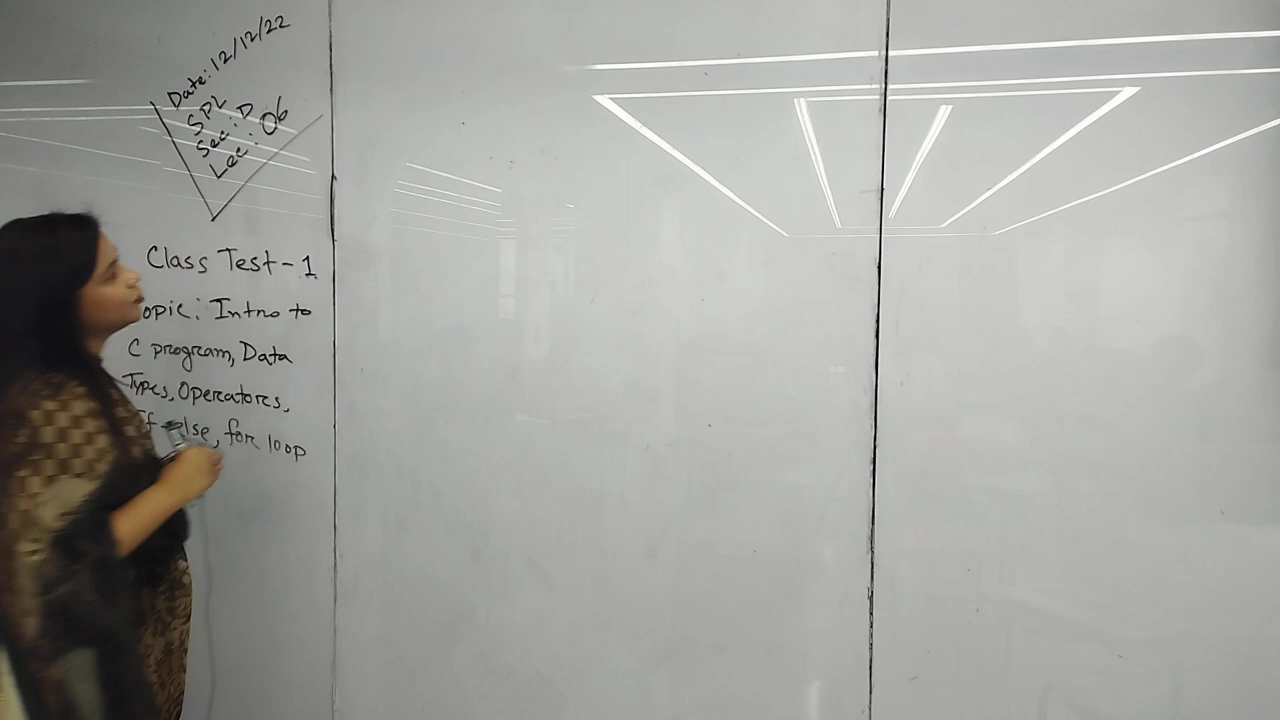 Date: 12/12/22
SPL
Sec: D
Lec: 06
Class Test-1
opic: Intro to
C program, Data
Types, Operators,
If-else, for loop